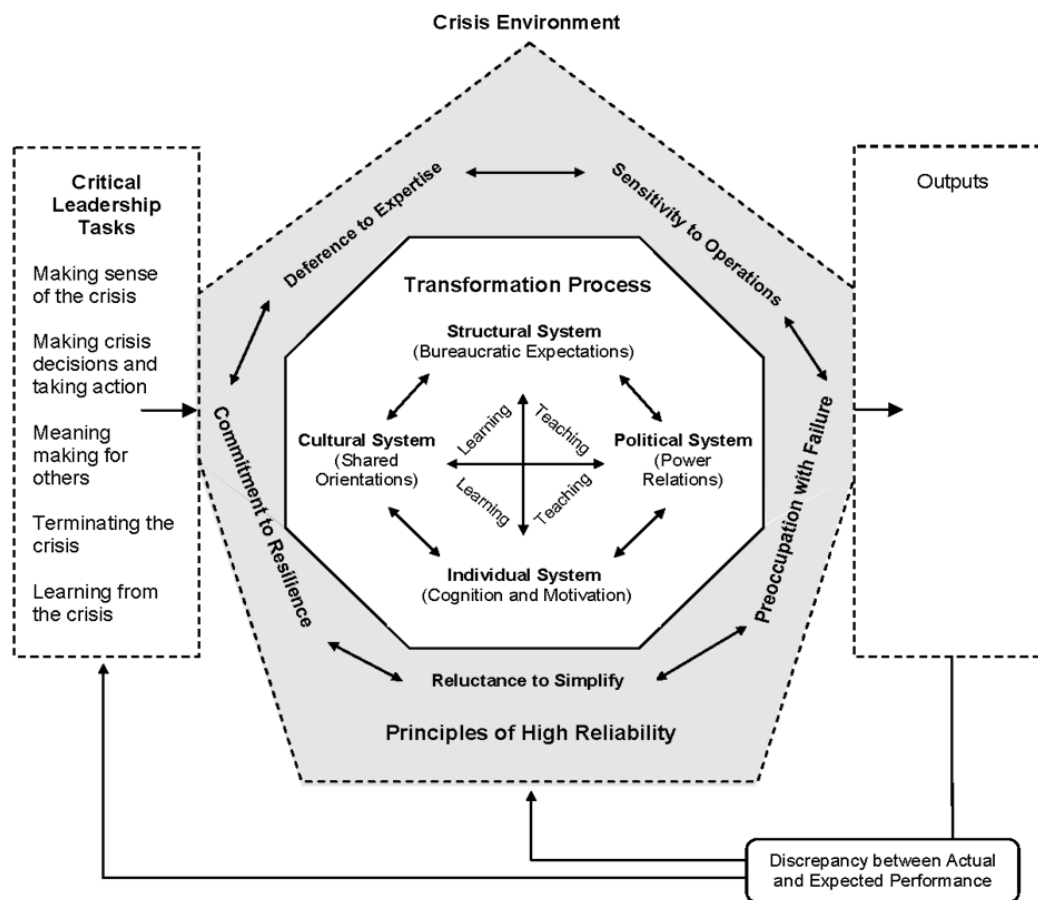 Crisis Environment
Critical
Leadership
Tasks
Making sense
of the crisis
Making crisis
decisions and
taking action
Meaning
making for
others
Terminating the
crisis
Learning from
the crisis
Deference to Expertise
Sensitivity to Operations
Commitment to Resilience
Preoccupation with Failure
Reluctance to Simplify
Principles of High Reliability
Transformation Process
Structural System
(Bureaucratic Expectations)
Cultural System
(Shared
Orientations)
Learning
Teaching
Learning
Teaching
Political System
(Power
Relations)
Individual System
(Cognition and Motivation)
Outputs
Discrepancy between Actual
and Expected Performance